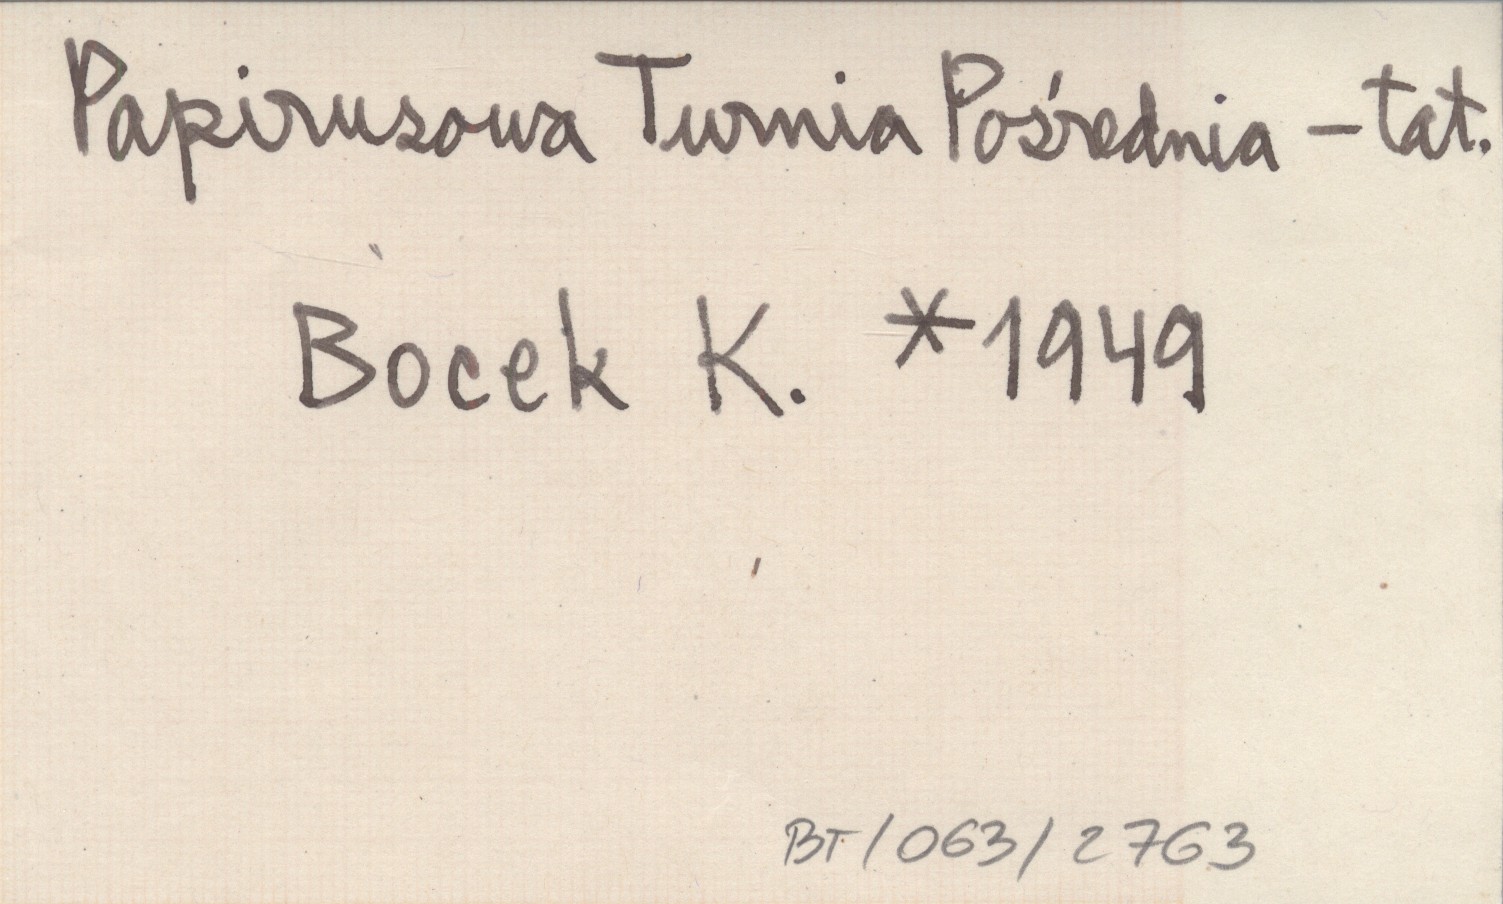 Papirusowa Turnia Pośrednia – tat.
Bocek K. *1949
BT/063/2763